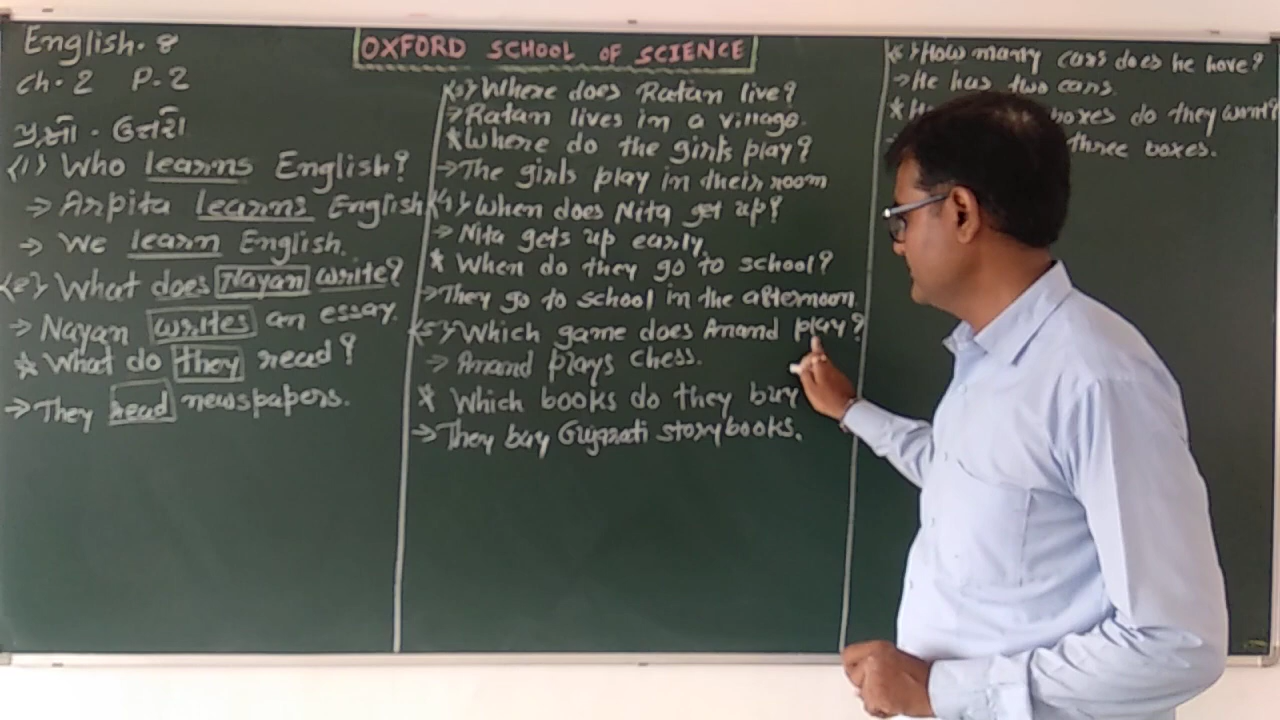 English. 8
Ch. 2 P. 2
પ્રશ્નો - ઉત્તરો
(1) Who learns English?
→ Arpita learns English
→ We learn English.
(2) What does Nayan write?
→ Nayan writes an essay.
* What do they read?
→ They read newspapers.
OXFORD SCHOOL OF SCIENCE
(3) Where does Ratan live?
→ Ratan lives in a village.
* Where do the girls play?
→ The girls play in their room
(4) When does Nita get up?
→ Nita gets up early.
* When do they go to school?
→ They go to school in the afternoon.
(5) Which game does Anand play?
→ Anand plays chess.
* Which books do they buy
→ They buy Gujarati storybooks.
How many cars does he have?
→ He has two cars.
* boxes do they want?
three boxes.